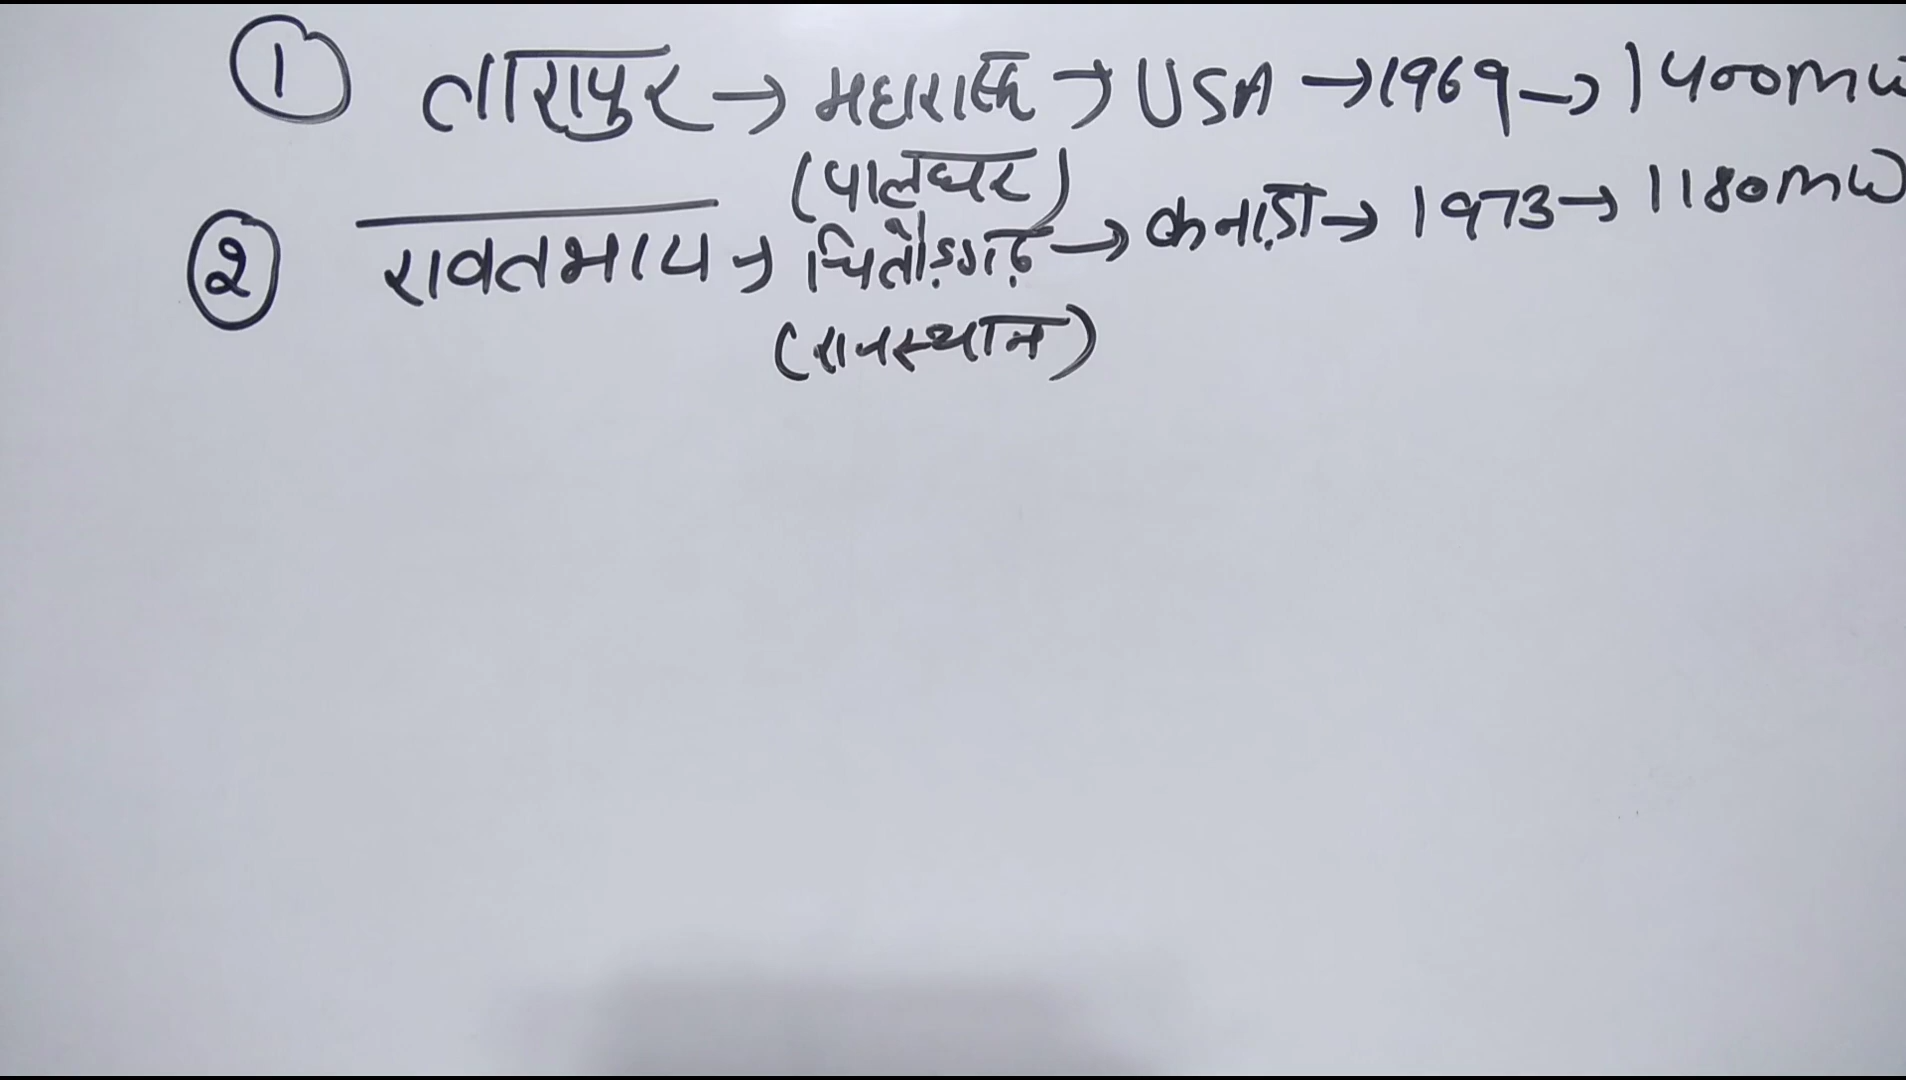 ① तारापुर → महाराष्ट्र → USA → 1969 → 1400mW
(पालघर)
② रावतभाटा → चित्तौड़गढ़ → कनाडा → 1973 → 1180mW
(राजस्थान)